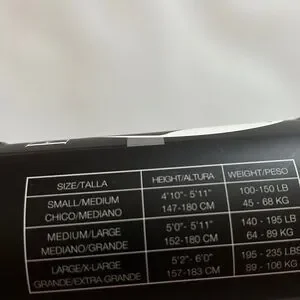 SIZE/TALLA HEIGHT/ALTURA WEIGHT/PESO
SMALL/MEDIUM 4'10"- 5'11" 100-150 LB
CHICO/MEDIANO 147-180 CM 45 - 68 KG
MEDIUM/LARGE 5'0"- 5'11" 140 - 195 LB
MEDIANO/GRANDE 152-180 CM 64 - 89 KG
LARGE/X-LARGE 5'2"- 6'0" 195-235 LBS
GRANDE/EXTRA GRANDE 157-183 CM 89 - 106 KG